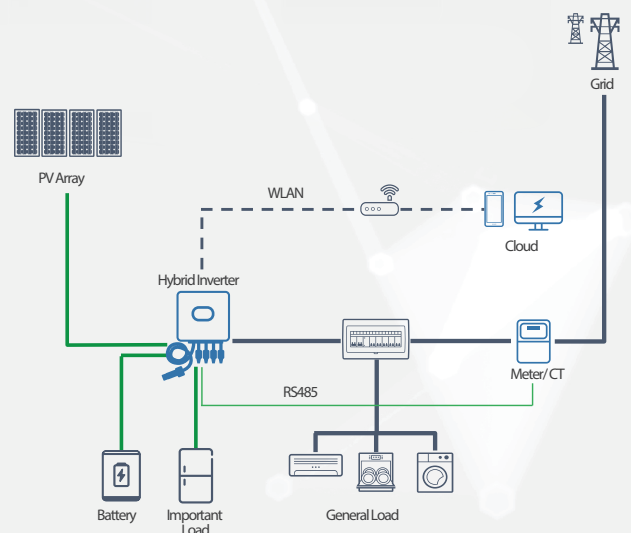 Grid
PV Array
WLAN
Cloud
Hybrid Inverter
Meter/ CT
RS485
Battery
Important
Load
General Load